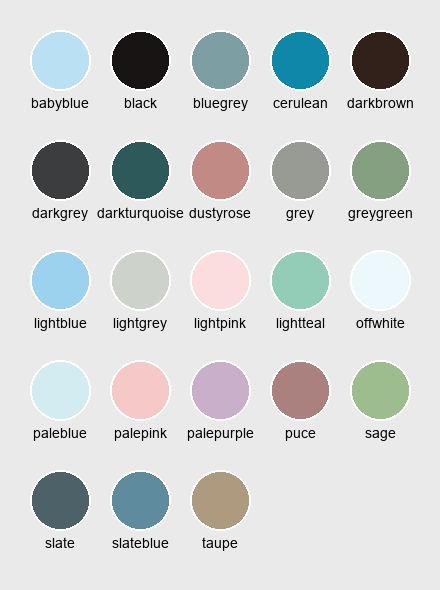 babyblue black bluegrey cerulean darkbrown
darkgrey darkturquoise dustyrose grey greygreen
lightblue lightgrey lightpink lightteal offwhite
paleblue palepink palepurple puce sage
slate slateblue taupe